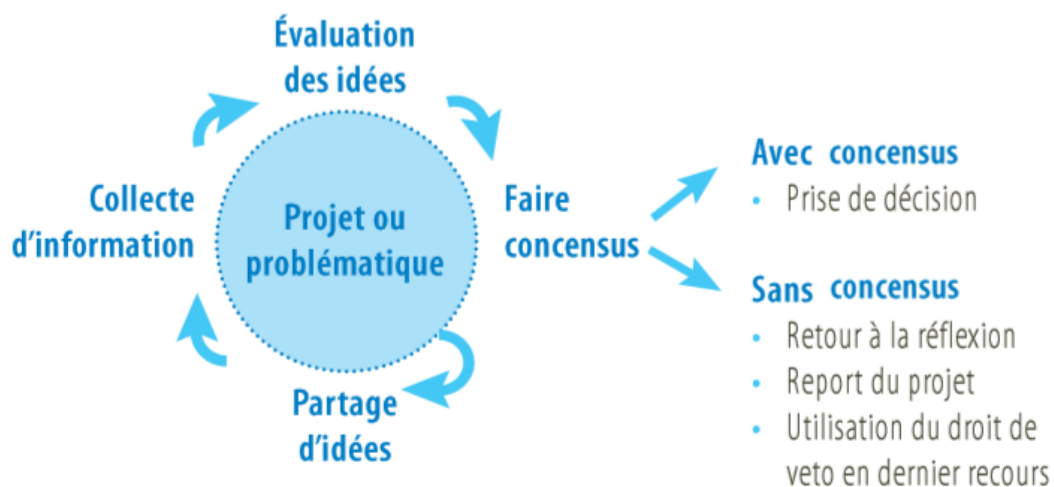 Évaluation
des idées
Collecte
d'information
Projet ou
problématique
Faire
concensus
Partage
d'idées
Avec concensus
• Prise de décision
Sans concensus
• Retour à la réflexion
• Report du projet
• Utilisation du droit de
veto en dernier recours